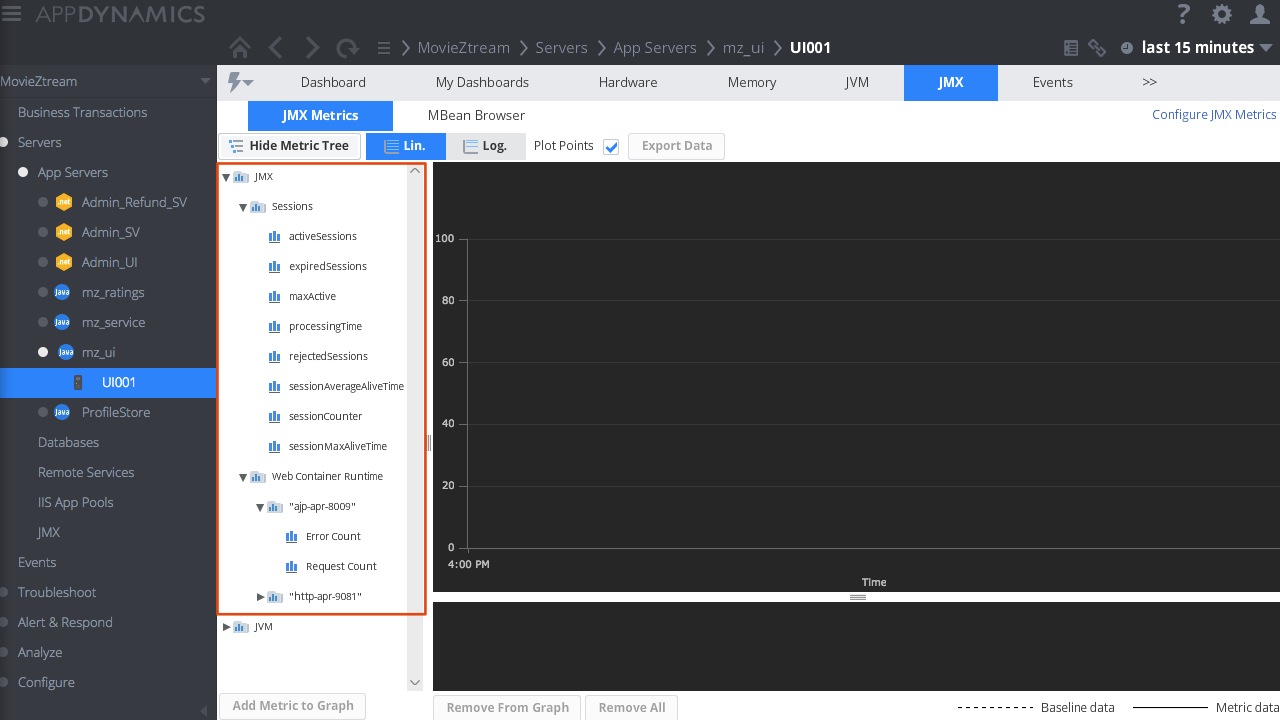 APPDYNAMICS
?
MovieZtream Servers App Servers mz_ui UI001 last 15 minutes
MovieZtream
Dashboard My Dashboards Hardware Memory JVM JMX Events >>
Business Transactions
Servers
App Servers
.net Admin_Refund_SV
.net Admin_SV
.net Admin_UI
Java mz_ratings
Java mz_service
Java mz_ui
UI001
Java ProfileStore
Databases
Remote Services
IIS App Pools
JMX
Events
Troubleshoot
Alert & Respond
Analyze
Configure
JMX Metrics MBean Browser Configure JMX Metrics
Hide Metric Tree Lin. Log. Plot Points Export Data
JMX
Sessions
activeSessions
expiredSessions
maxActive
processingTime
rejectedSessions
sessionAverageAliveTime
sessionCounter
sessionMaxAliveTime
Web Container Runtime
"ajp-apr-8009"
Error Count
Request Count
"http-apr-9081"
JVM
Add Metric to Graph
100
80
60
40
20
0
4:00 PM
Time
Remove From Graph Remove All Baseline data Metric data